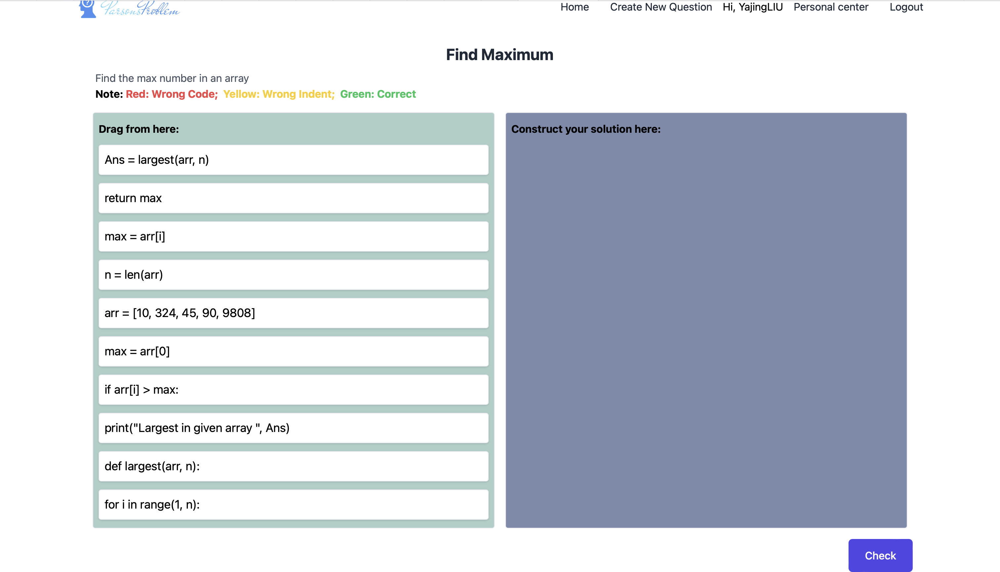 ParsonsProblem
Home Create New Question Hi, YajingLIU Personal center Logout
Find Maximum
Find the max number in an array
Note: Red: Wrong Code; Yellow: Wrong Indent; Green: Correct
Drag from here:
Ans = largest(arr, n)
return max
max = arr[i]
n = len(arr)
arr = [10, 324, 45, 90, 9808]
max = arr[0]
if arr[i] > max:
print("Largest in given array ", Ans)
def largest(arr, n):
for i in range(1, n):
Construct your solution here:
Check